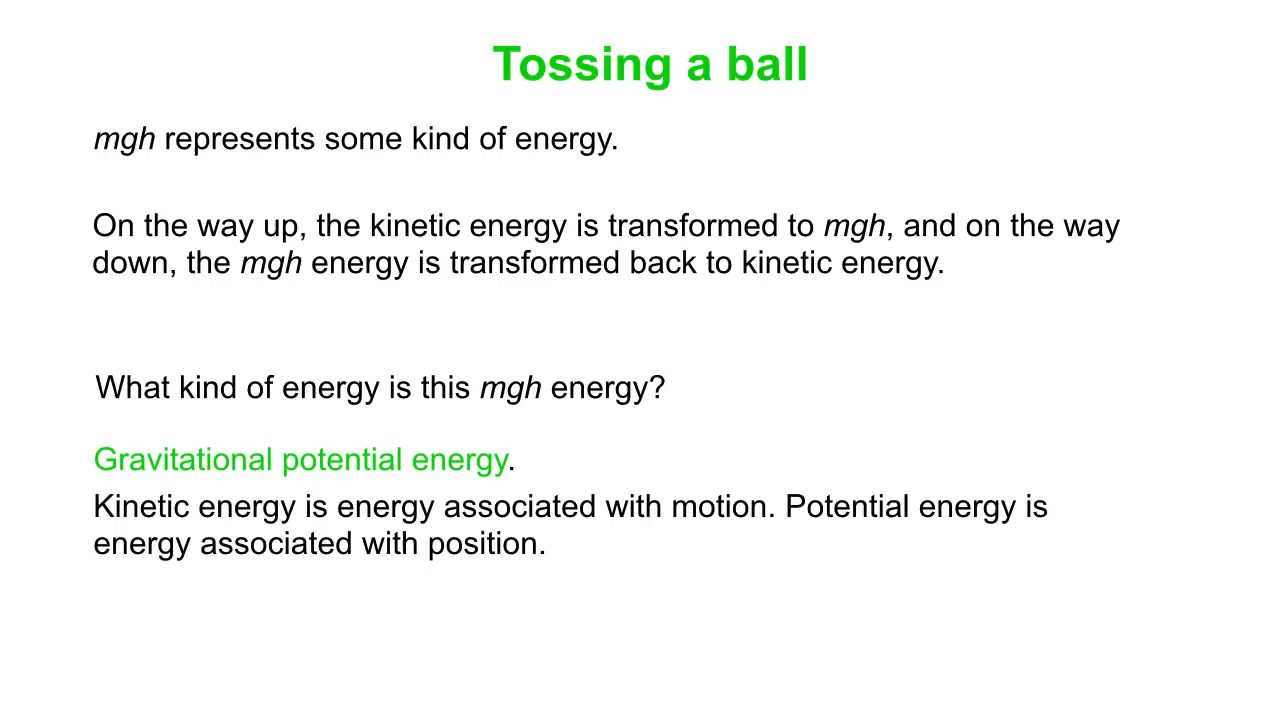 Tossing a ball
mgh represents some kind of energy.
On the way up, the kinetic energy is transformed to mgh, and on the way
down, the mgh energy is transformed back to kinetic energy.
What kind of energy is this mgh energy?
Gravitational potential energy.
Kinetic energy is energy associated with motion. Potential energy is
energy associated with position.